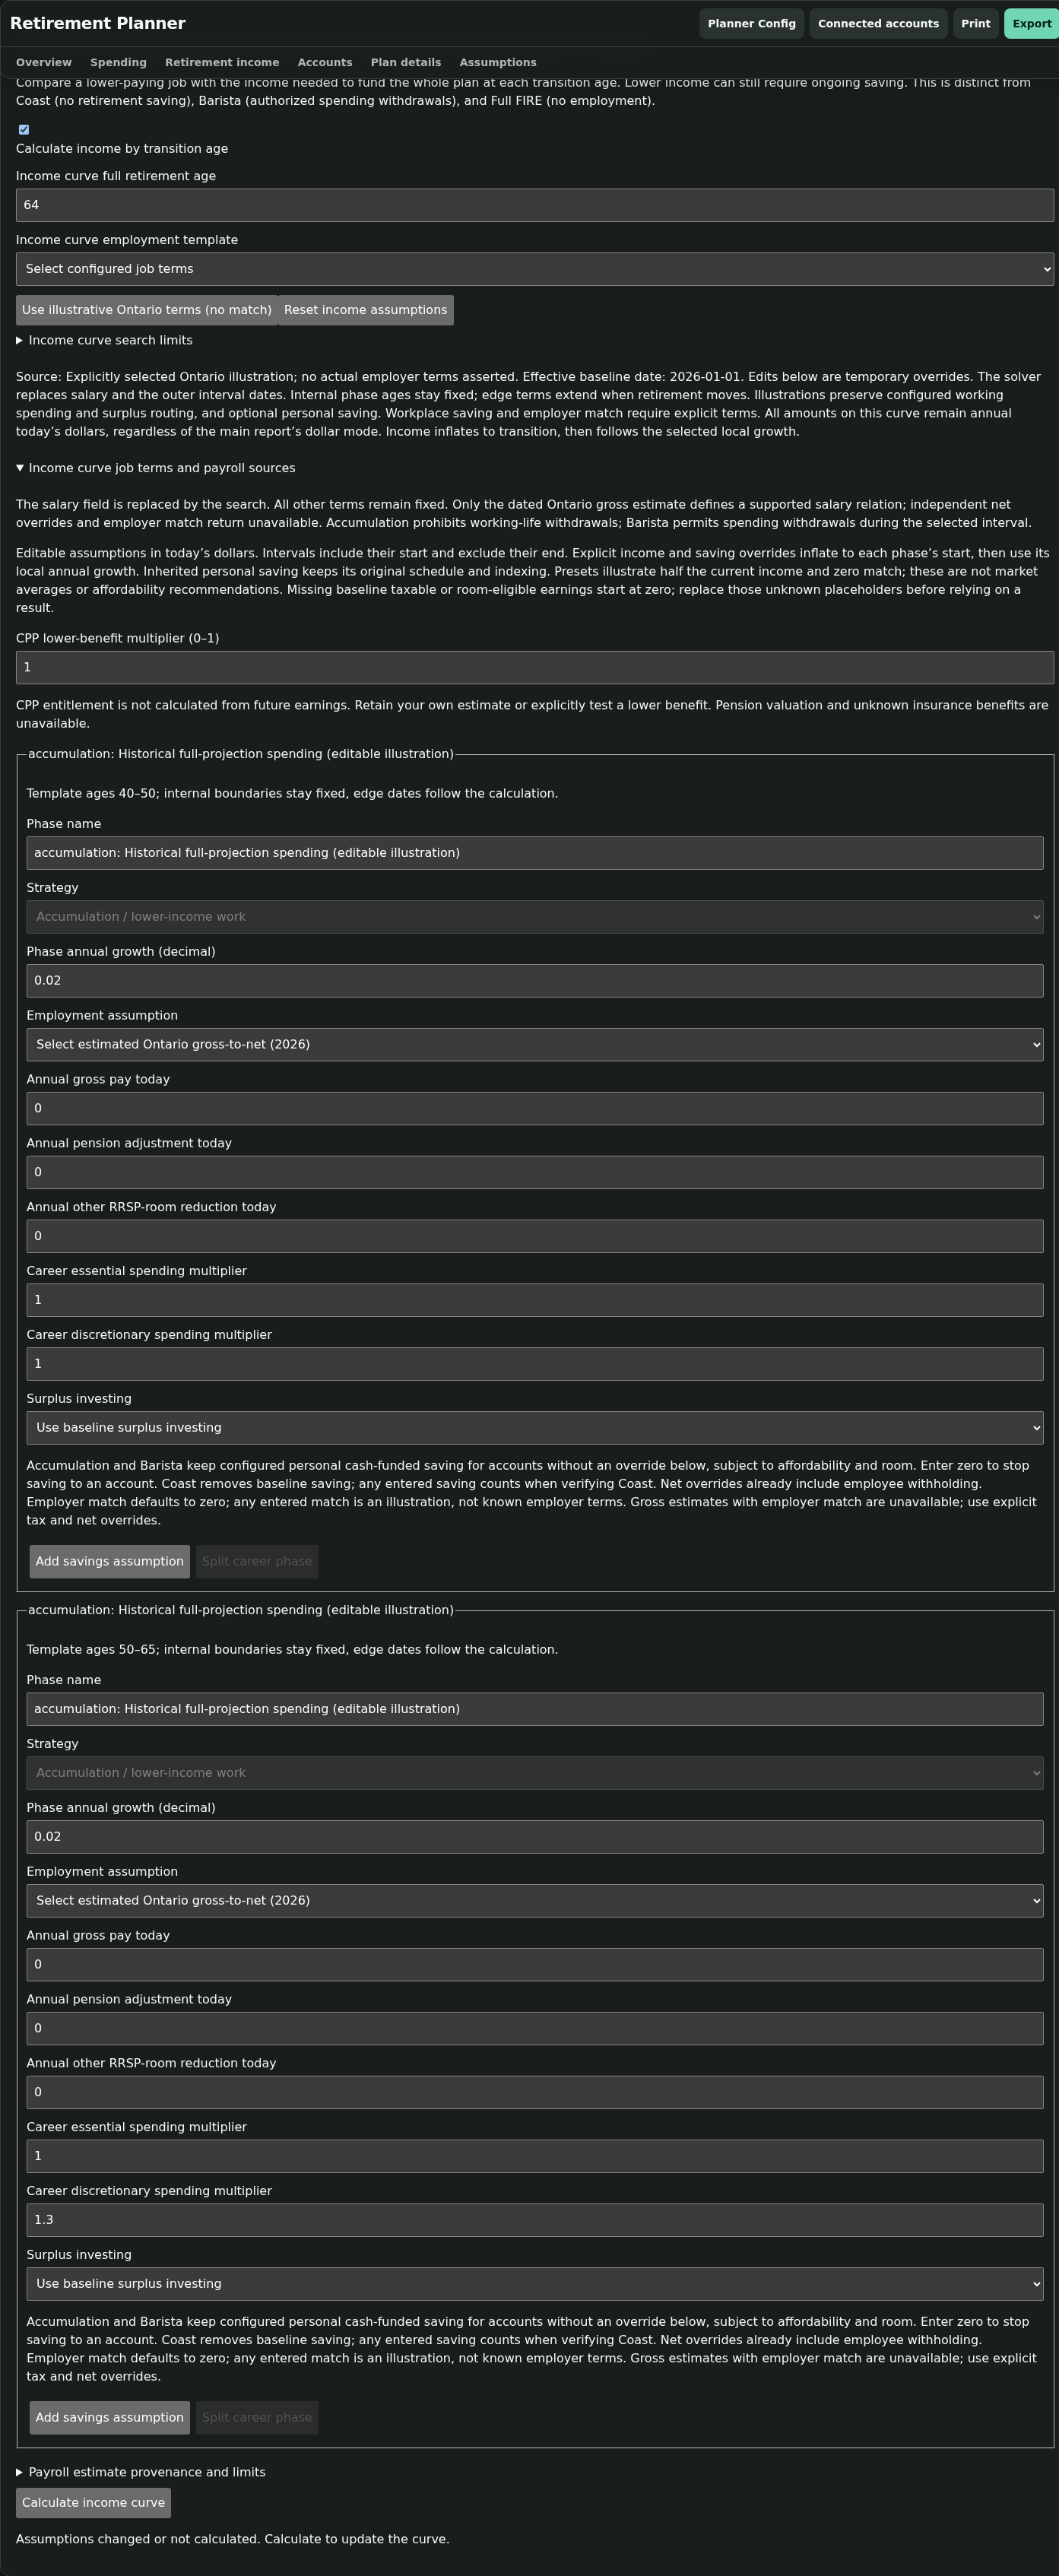 Retirement Planner
Planner Config
Connected accounts
Print
Export
Overview
Spending
Retirement income
Accounts
Plan details
Assumptions
Compare a lower-paying job with the income needed to fund the whole plan at each transition age. Lower income can still require ongoing saving. This is distinct from
Coast (no retirement saving), Barista (authorized spending withdrawals), and Full FIRE (no employment).
Calculate income by transition age
Income curve full retirement age
64
Income curve employment template
Select configured job terms
Use illustrative Ontario terms (no match)
Reset income assumptions
Income curve search limits
Source: Explicitly selected Ontario illustration; no actual employer terms asserted. Effective baseline date: 2026-01-01. Edits below are temporary overrides. The solver
replaces salary and the outer interval dates. Internal phase ages stay fixed; edge terms extend when retirement moves. Illustrations preserve configured working
spending and surplus routing, and optional personal saving. Workplace saving and employer match require explicit terms. All amounts on this curve remain annual
today’s dollars, regardless of the main report’s dollar mode. Income inflates to transition, then follows the selected local growth.
Income curve job terms and payroll sources
The salary field is replaced by the search. All other terms remain fixed. Only the dated Ontario gross estimate defines a supported salary relation; independent net
overrides and employer match return unavailable. Accumulation prohibits working-life withdrawals; Barista permits spending withdrawals during the selected interval.
Editable assumptions in today’s dollars. Intervals include their start and exclude their end. Explicit income and saving overrides inflate to each phase’s start, then use its
local annual growth. Inherited personal saving keeps its original schedule and indexing. Presets illustrate half the current income and zero match; these are not market
averages or affordability recommendations. Missing baseline taxable or room-eligible earnings start at zero; replace those unknown placeholders before relying on a
result.
CPP lower-benefit multiplier (0–1)
1
CPP entitlement is not calculated from future earnings. Retain your own estimate or explicitly test a lower benefit. Pension valuation and unknown insurance benefits are
unavailable.
accumulation: Historical full-projection spending (editable illustration)
Template ages 40–50; internal boundaries stay fixed, edge dates follow the calculation.
Phase name
accumulation: Historical full-projection spending (editable illustration)
Strategy
Accumulation / lower-income work
Phase annual growth (decimal)
0.02
Employment assumption
Select estimated Ontario gross-to-net (2026)
Annual gross pay today
0
Annual pension adjustment today
0
Annual other RRSP-room reduction today
0
Career essential spending multiplier
1
Career discretionary spending multiplier
1
Surplus investing
Use baseline surplus investing
Accumulation and Barista keep configured personal cash-funded saving for accounts without an override below, subject to affordability and room. Enter zero to stop
saving to an account. Coast removes baseline saving; any entered saving counts when verifying Coast. Net overrides already include employee withholding.
Employer match defaults to zero; any entered match is an illustration, not known employer terms. Gross estimates with employer match are unavailable; use explicit
tax and net overrides.
Add savings assumption
Split career phase
accumulation: Historical full-projection spending (editable illustration)
Template ages 50–65; internal boundaries stay fixed, edge dates follow the calculation.
Phase name
accumulation: Historical full-projection spending (editable illustration)
Strategy
Accumulation / lower-income work
Phase annual growth (decimal)
0.02
Employment assumption
Select estimated Ontario gross-to-net (2026)
Annual gross pay today
0
Annual pension adjustment today
0
Annual other RRSP-room reduction today
0
Career essential spending multiplier
1
Career discretionary spending multiplier
1.3
Surplus investing
Use baseline surplus investing
Accumulation and Barista keep configured personal cash-funded saving for accounts without an override below, subject to affordability and room. Enter zero to stop
saving to an account. Coast removes baseline saving; any entered saving counts when verifying Coast. Net overrides already include employee withholding.
Employer match defaults to zero; any entered match is an illustration, not known employer terms. Gross estimates with employer match are unavailable; use explicit
tax and net overrides.
Add savings assumption
Split career phase
Payroll estimate provenance and limits
Calculate income curve
Assumptions changed or not calculated. Calculate to update the curve.